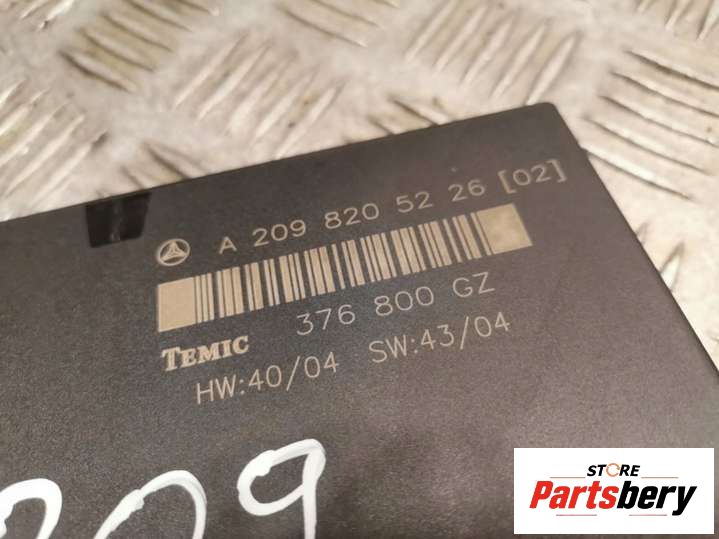 A 209 820 52 26 [02]
376 800 GZ
TEMIC
HW:40/04 SW:43/04
209
STORE
Partsbery